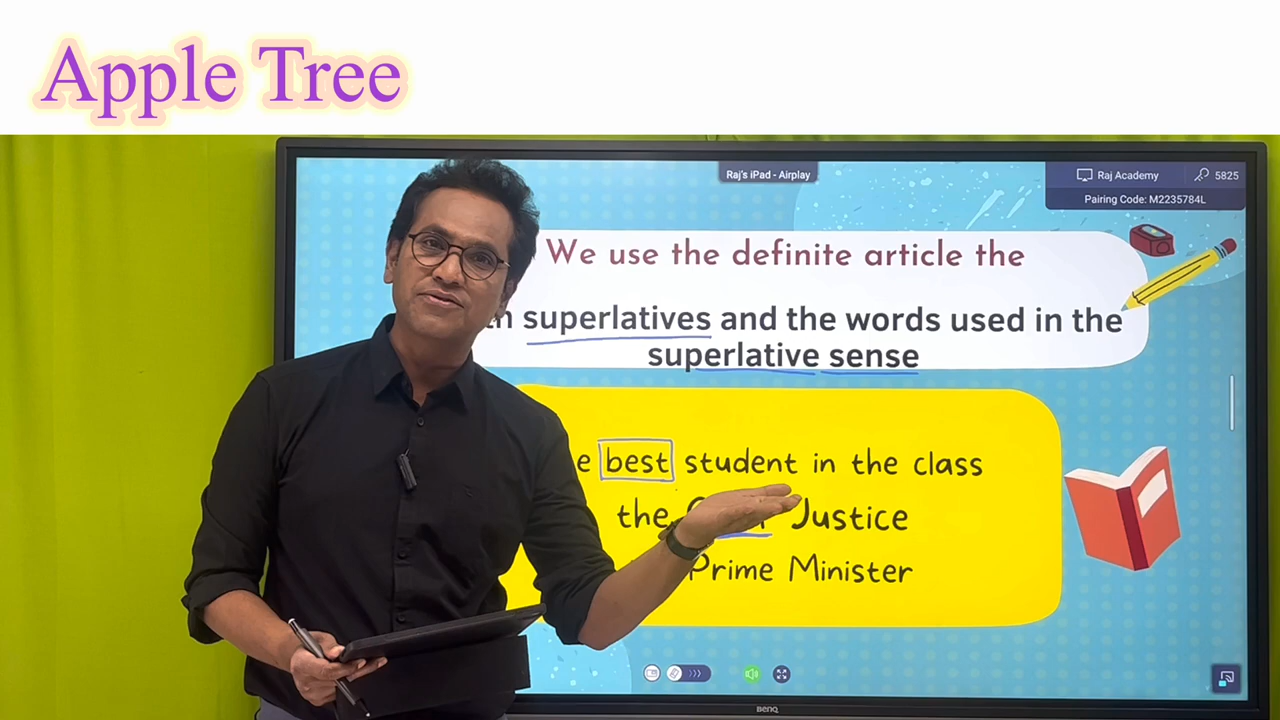 Apple Tree
Raj's iPad - Airplay
Raj Academy
5825
Pairing Code: M2235784L
We use the definite article the
superlatives and the words used in the
superlative sense
best student in the class
the Justice
Prime Minister
BenQ